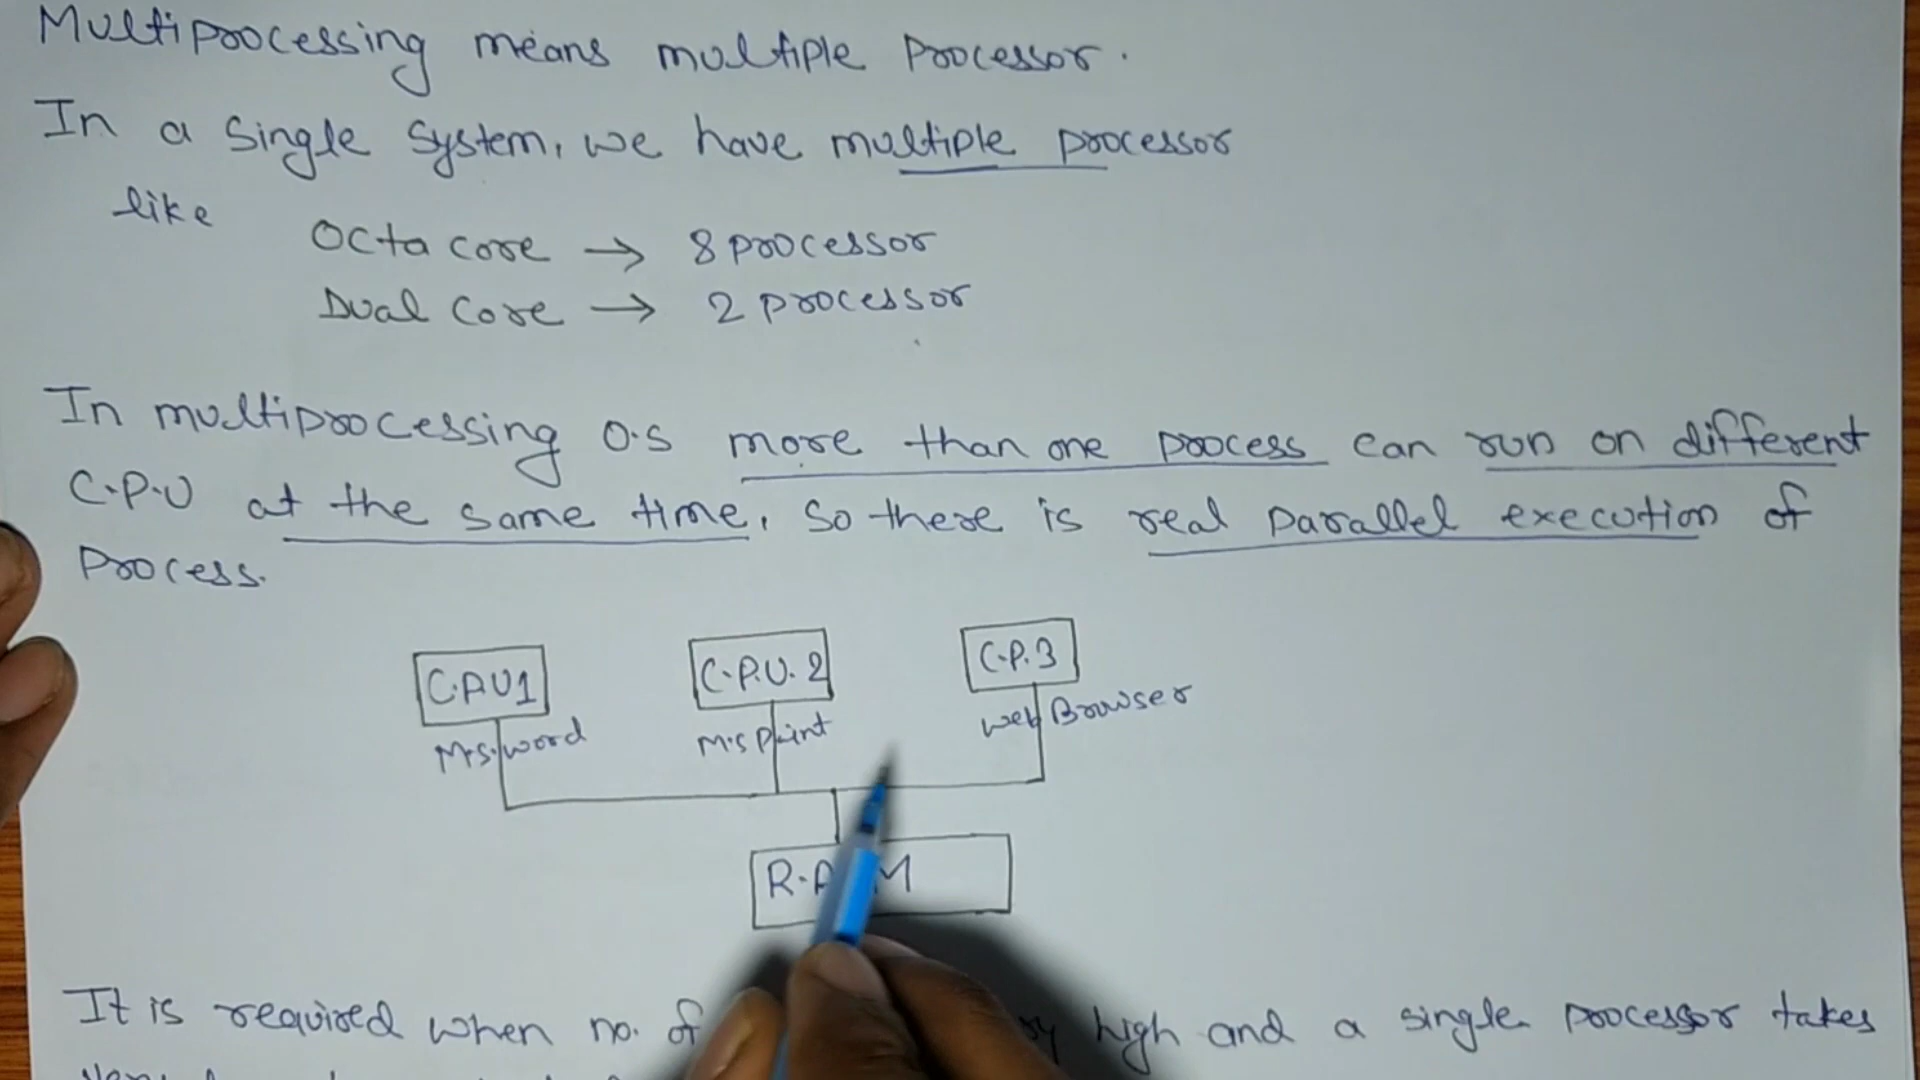 Multiprocessing means multiple processor.
In a single system, we have multiple processor
like
Octa core → 8 processor
Dual core → 2 processor
In multiprocessing O.S more than one process can run on different
C.P.U at the same time, so there is real parallel execution of
process.
C.P.U 1 C.P.U. 2 C.P.3
M.S. word M.S Paint web Browser
It is required when no. of high and a single processor takes